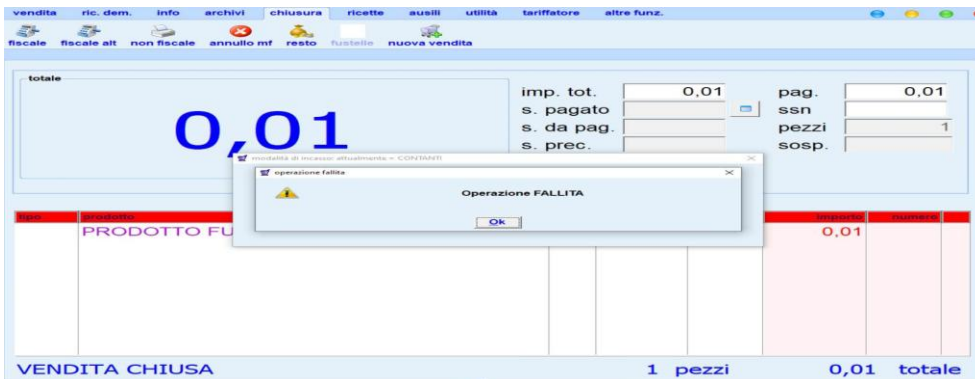 vendita ric. dem. info archivi chiusura ricette ausili utilità tariffatore altre funz.
fiscale fiscale alt non fiscale annullo mf resto fustelle nuova vendita
totale
0,01
imp. tot. 0,01 pag. 0,01
s. pagato ssn
s. da pag. pezzi 1
s. prec. sosp.
modalità di incasso: attualmente = CONTANTI
operazione fallita
Operazione FALLITA
Ok
tipo prodotto importo numero
PRODOTTO FU 0,01
VENDITA CHIUSA 1 pezzi 0,01 totale